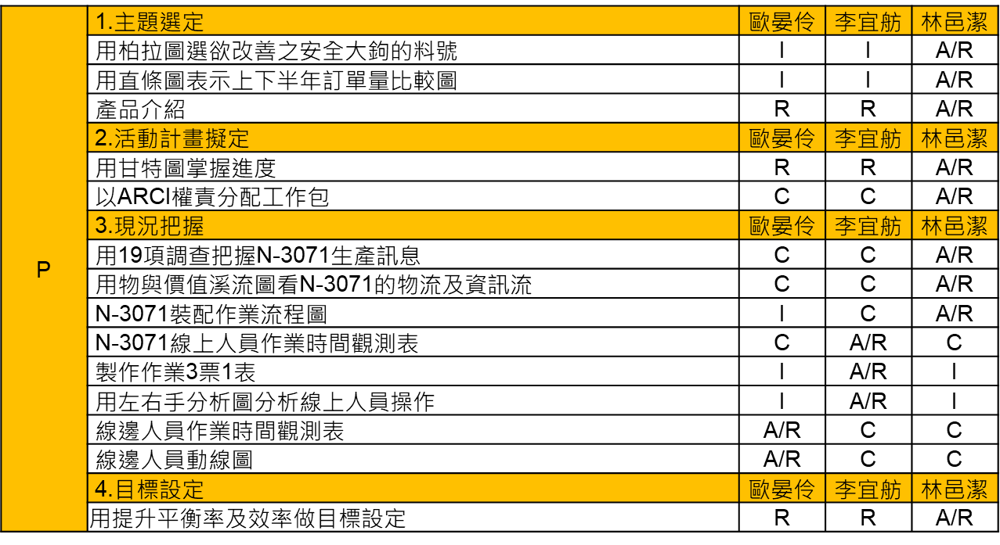 P
1.主題選定 歐晏伶 李宜舫 林邑潔
用柏拉圖選欲改善之安全大鉤的料號 I I A/R
用直條圖表示上下半年訂單量比較圖 I I A/R
產品介紹 R R A/R
2.活動計畫擬定 歐晏伶 李宜舫 林邑潔
用甘特圖掌握進度 R R A/R
以ARCI權責分配工作包 C C A/R
3.現況把握 歐晏伶 李宜舫 林邑潔
用19項調查把握N-3071生產訊息 C C A/R
用物與價值溪流圖看N-3071的物流及資訊流 C C A/R
N-3071裝配作業流程圖 I C A/R
N-3071線上人員作業時間觀測表 C A/R C
製作作業3票1表 I A/R I
用左右手分析圖分析線上人員操作 I A/R I
線邊人員作業時間觀測表 A/R C C
線邊人員動線圖 A/R C C
4.目標設定 歐晏伶 李宜舫 林邑潔
用提升平衡率及效率做目標設定 R R A/R